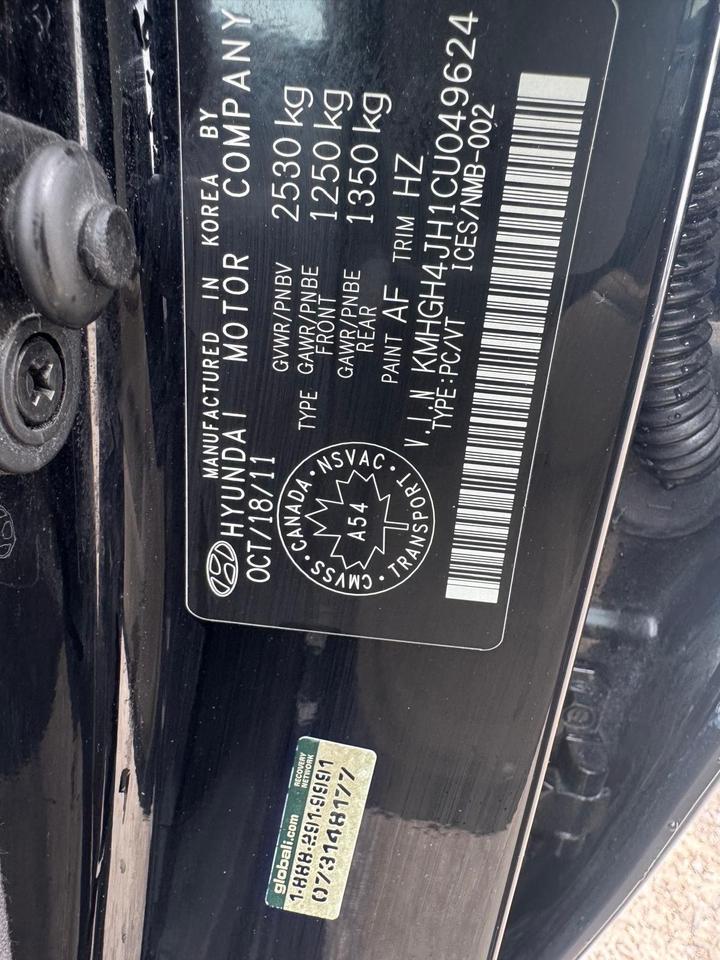 MANUFACTURED IN KOREA BY
HYUNDAI MOTOR COMPANY
OCT/18/11
GVWR/PNBV 2530 kg
TYPE GAWR/PNBE FRONT 1250 kg
GAWR/PNBE REAR 1350 kg
PAINT AF TRIM HZ
V.I.N KMHGH4JH1CU049624
TYPE:PC/VT ICES/NMB-002
CMVSS · CANADA · NSVAC · TRANSPORT ·
A54
globali.com RECOVERY NETWORK
1-888-291-9991
073148177